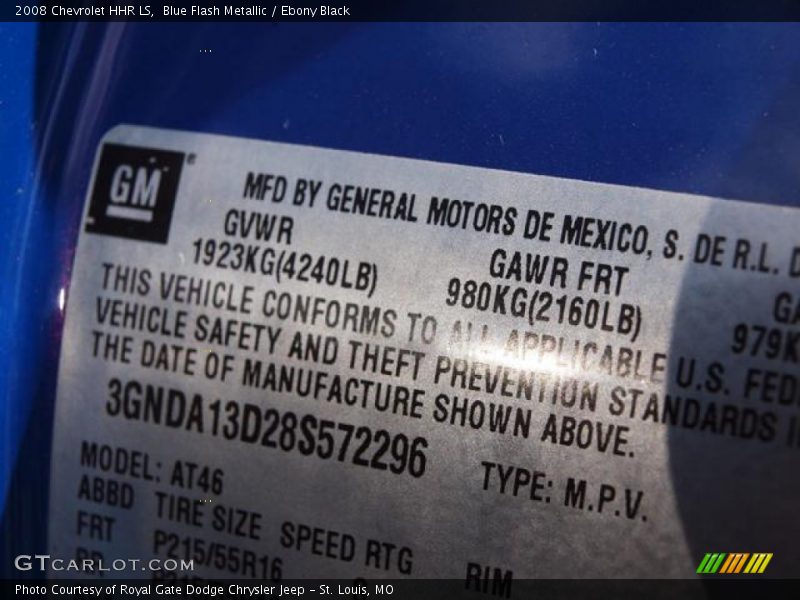 2008 Chevrolet HHR LS,  Blue Flash Metallic / Ebony Black
GM
MFD BY GENERAL MOTORS DE MEXICO, S. DE R.L. D
GVWR GAWR FRT GA
1923KG(4240LB) 980KG(2160LB) 979K
THIS VEHICLE CONFORMS TO ALL APPLICABLE U.S. FED
VEHICLE SAFETY AND THEFT PREVENTION STANDARDS I
THE DATE OF MANUFACTURE SHOWN ABOVE.
3GNDA13D28S572296 TYPE: M.P.V.
MODEL: AT46
ABBD TIRE SIZE SPEED RTG RIM
FRT P215/55R16
GTCARLOT.COM
Photo Courtesy of Royal Gate Dodge Chrysler Jeep - St. Louis, MO